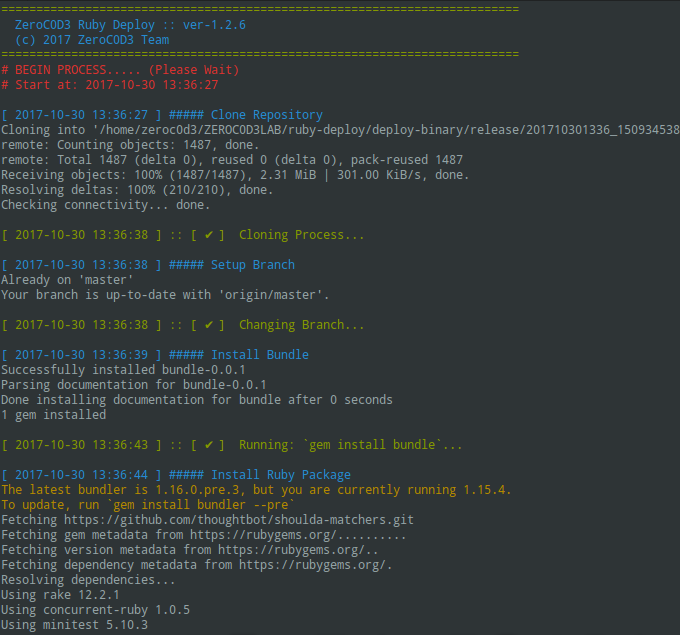 ==========================================================================
ZeroC0D3 Ruby Deploy :: ver-1.2.6
(c) 2017 ZeroC0D3 Team
==========================================================================
# BEGIN PROCESS..... (Please Wait)
# Start at: 2017-10-30 13:36:27
[ 2017-10-30 13:36:27 ] ##### Clone Repository
Cloning into '/home/zeroc0d3/ZEROC0D3LAB/ruby-deploy/deploy-binary/release/201710301336_150934538
remote: Counting objects: 1487, done.
remote: Total 1487 (delta 0), reused 0 (delta 0), pack-reused 1487
Receiving objects: 100% (1487/1487), 2.31 MiB | 301.00 KiB/s, done.
Resolving deltas: 100% (210/210), done.
Checking connectivity... done.
[ 2017-10-30 13:36:38 ] :: [ ✔ ]  Cloning Process...
[ 2017-10-30 13:36:38 ] ##### Setup Branch
Already on 'master'
Your branch is up-to-date with 'origin/master'.
[ 2017-10-30 13:36:38 ] :: [ ✔ ]  Changing Branch...
[ 2017-10-30 13:36:39 ] ##### Install Bundle
Successfully installed bundle-0.0.1
Parsing documentation for bundle-0.0.1
Done installing documentation for bundle after 0 seconds
1 gem installed
[ 2017-10-30 13:36:43 ] :: [ ✔ ]  Running: `gem install bundle`...
[ 2017-10-30 13:36:44 ] ##### Install Ruby Package
The latest bundler is 1.16.0.pre.3, but you are currently running 1.15.4.
To update, run `gem install bundler --pre`
Fetching https://github.com/thoughtbot/shoulda-matchers.git
Fetching gem metadata from https://rubygems.org/..........
Fetching version metadata from https://rubygems.org/..
Fetching dependency metadata from https://rubygems.org/.
Resolving dependencies...
Using rake 12.2.1
Using concurrent-ruby 1.0.5
Using minitest 5.10.3